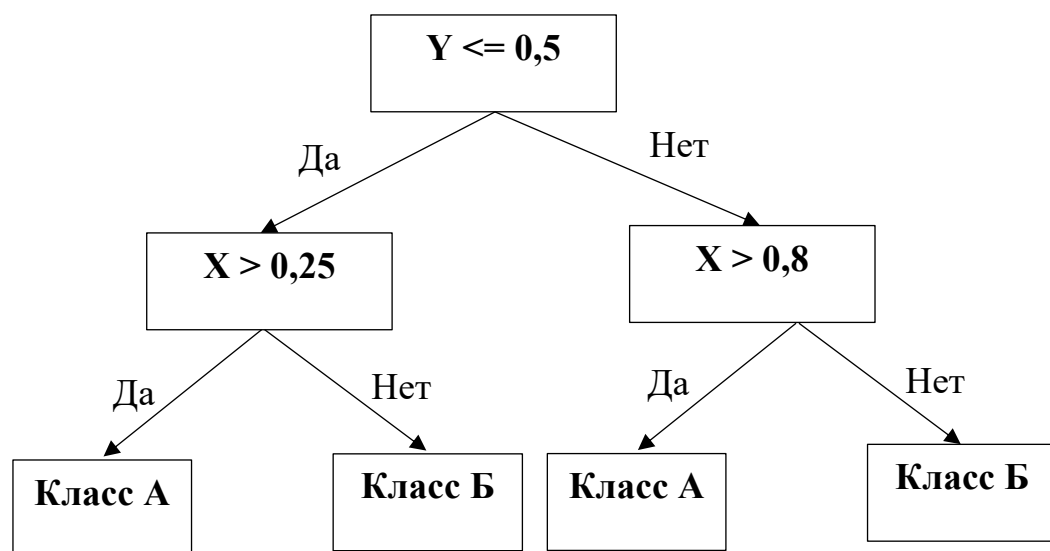 Y <= 0,5
Да
Нет
X > 0,25
X > 0,8
Да
Нет
Да
Нет
Класс А
Класс Б
Класс А
Класс Б